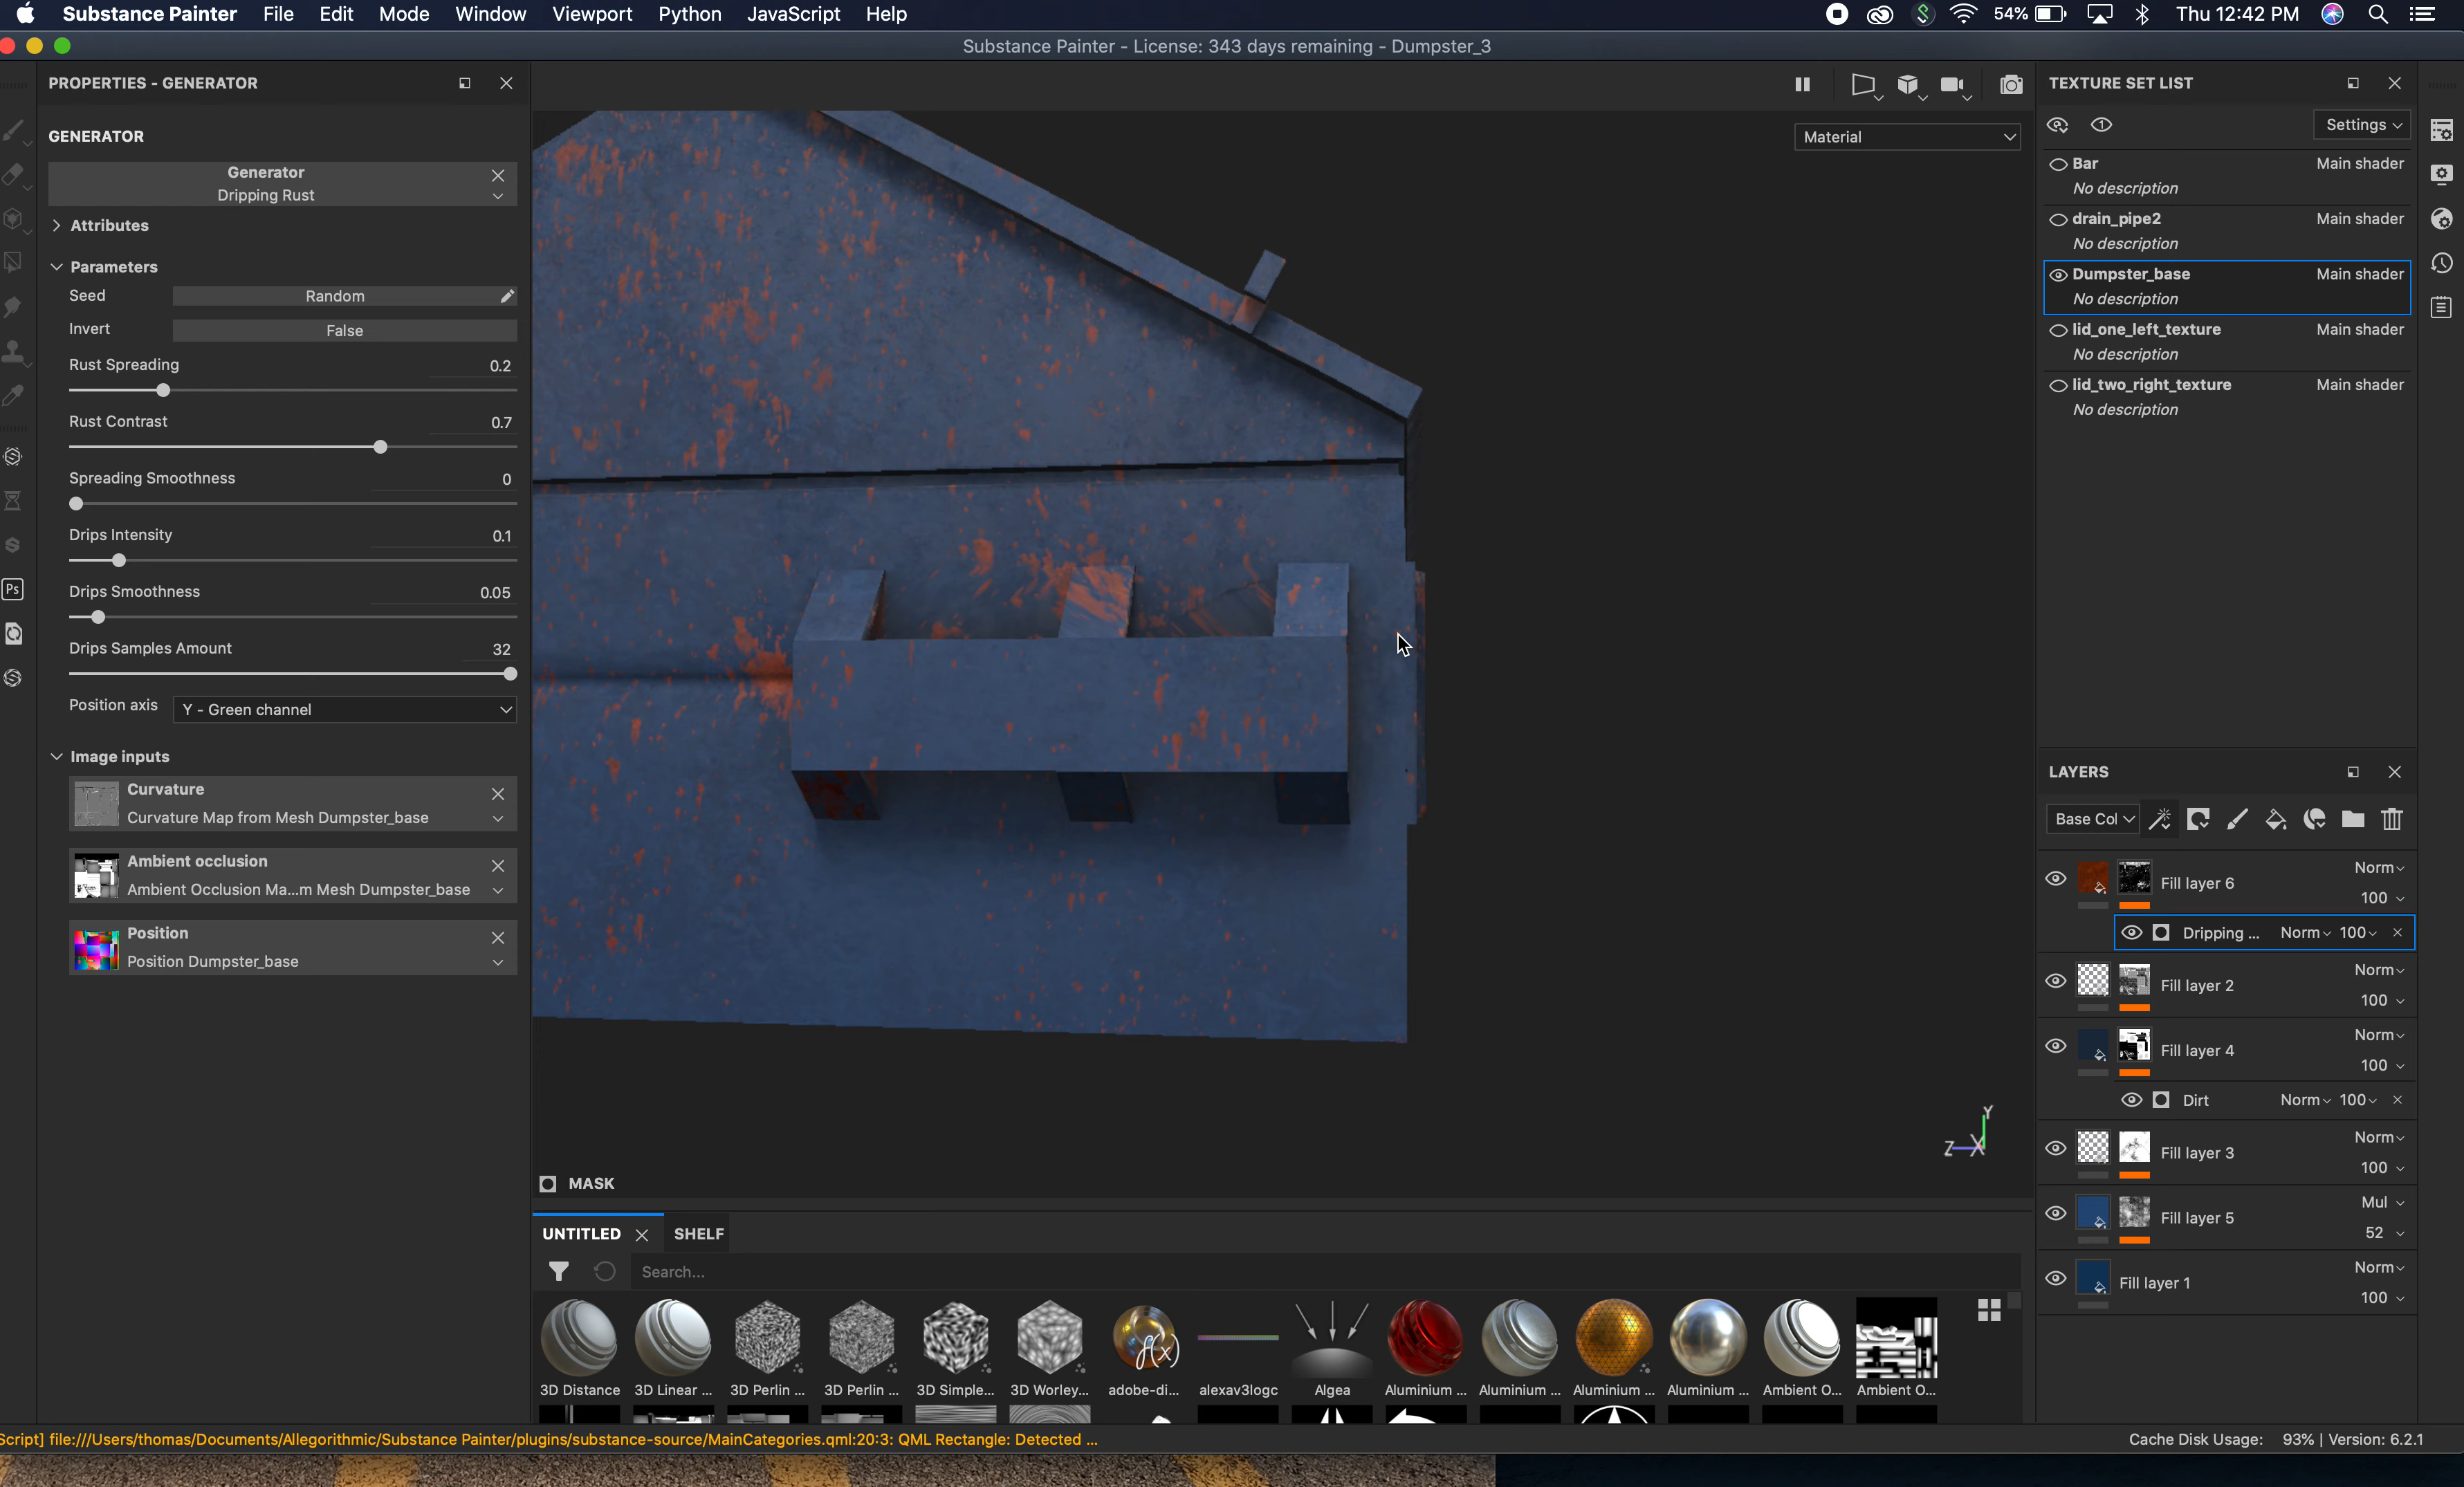 Substance Painter File Edit Mode Window Viewport Python JavaScript Help 54% Thu 12:42 PM
Substance Painter - License: 343 days remaining - Dumpster_3
PROPERTIES - GENERATOR
GENERATOR
Generator
Dripping Rust
Attributes
Parameters
Seed Random
Invert False
Rust Spreading 0.2
Rust Contrast 0.7
Spreading Smoothness 0
Drips Intensity 0.1
Drips Smoothness 0.05
Drips Samples Amount 32
Position axis Y - Green channel
Image inputs
Curvature
Curvature Map from Mesh Dumpster_base
Ambient occlusion
Ambient Occlusion Ma...m Mesh Dumpster_base
Position
Position Dumpster_base
Ps
Material
Y
Z X
MASK
UNTITLED SHELF
Search...
3D Distance 3D Linear ... 3D Perlin ... 3D Perlin ... 3D Simple... 3D Worley... adobe-di... alexav3logc Algea Aluminium ... Aluminium ... Aluminium ... Aluminium ... Ambient O... Ambient O...
f(x)
TEXTURE SET LIST
1
Settings
Bar Main shader
No description
drain_pipe2 Main shader
No description
Dumpster_base Main shader
No description
lid_one_left_texture Main shader
No description
lid_two_right_texture Main shader
No description
LAYERS
Base Col
Fill layer 6 Norm 100
Dripping ... Norm 100
Fill layer 2 Norm 100
Fill layer 4 Norm 100
Dirt Norm 100
Fill layer 3 Norm 100
Fill layer 5 Mul 52
Fill layer 1 Norm 100
Script] file:///Users/thomas/Documents/Allegorithmic/Substance Painter/plugins/substance-source/MainCategories.qml:20:3: QML Rectangle: Detected ...
Cache Disk Usage: 93% | Version: 6.2.1